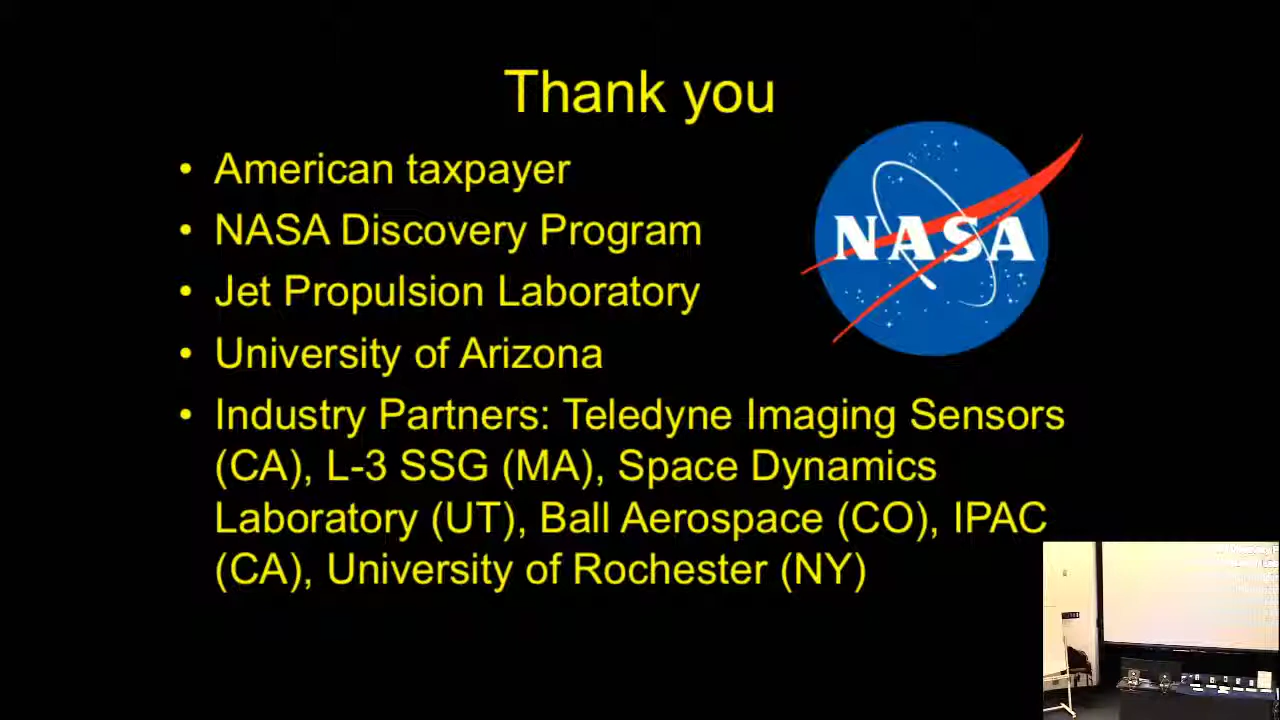 Thank you
• American taxpayer
• NASA Discovery Program
NASA
• Jet Propulsion Laboratory
• University of Arizona
• Industry Partners: Teledyne Imaging Sensors
(CA), L-3 SSG (MA), Space Dynamics
Laboratory (UT), Ball Aerospace (CO), IPAC
(CA), University of Rochester (NY)